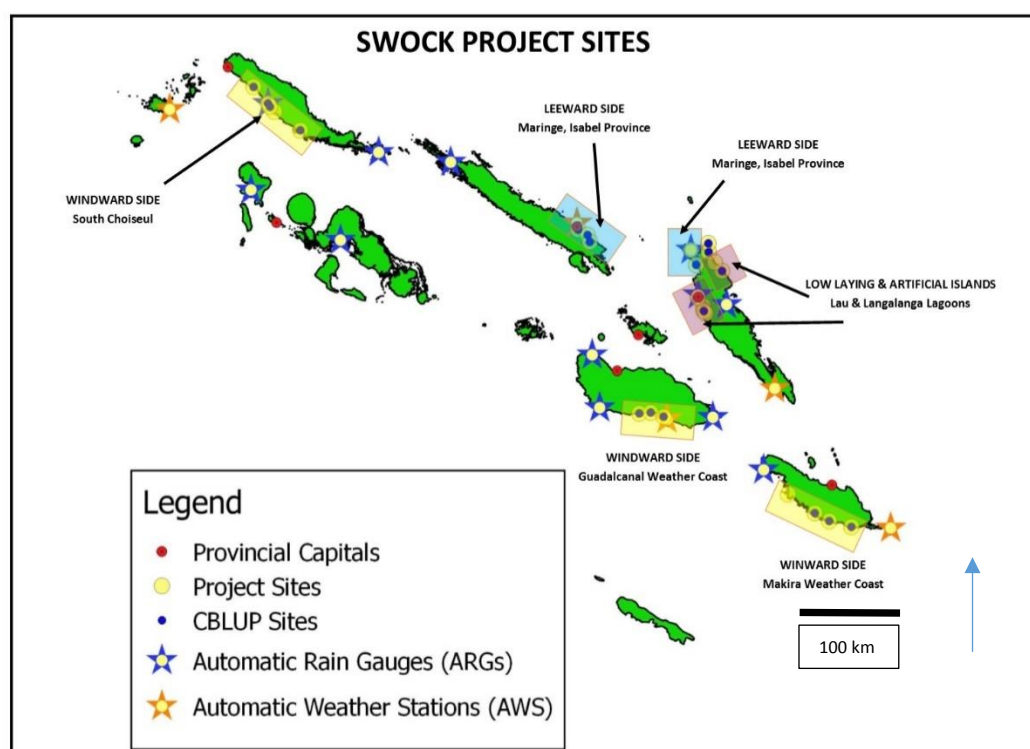 SWOCK PROJECT SITES
LEEWARD SIDE
Maringe, Isabel Province
LEEWARD SIDE
Maringe, Isabel Province
WINDWARD SIDE
South Choiseul
LOW LAYING & ARTIFICIAL ISLANDS
Lau & Langalanga Lagoons
WINDWARD SIDE
Guadalcanal Weather Coast
WINWARD SIDE
Makira Weather Coast
100 km
Legend
Provincial Capitals
Project Sites
CBLUP Sites
Automatic Rain Gauges (ARGs)
Automatic Weather Stations (AWS)